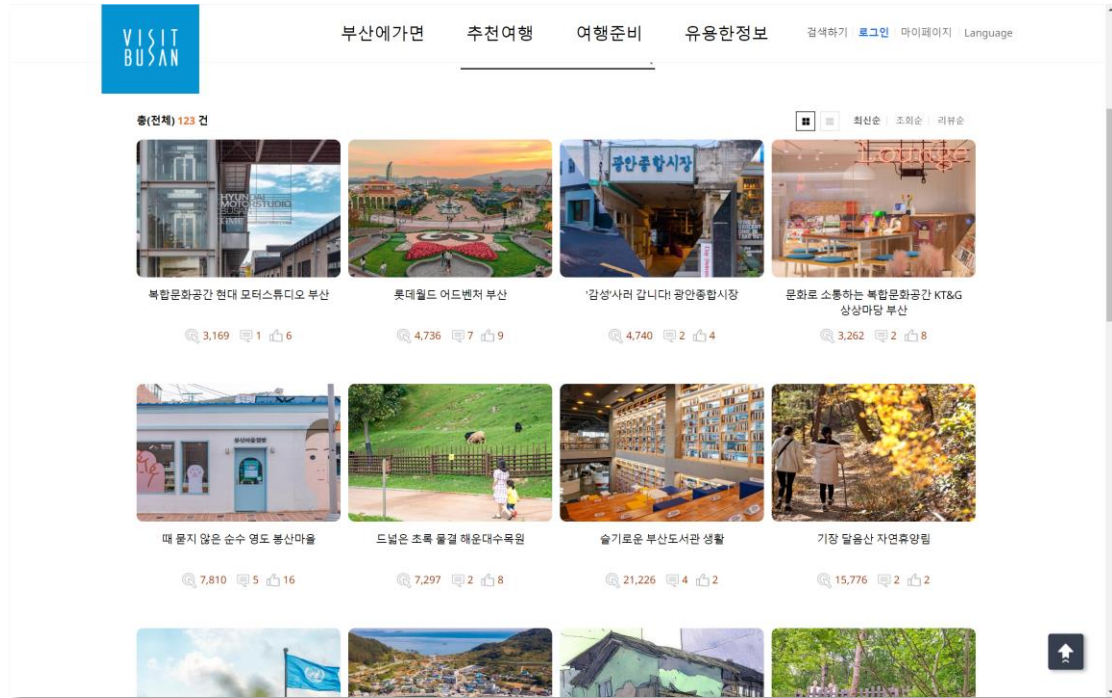 VISIT
BUSAN
부산에가면 추천여행 여행준비 유용한정보
검색하기 로그인 마이페이지 Language
총(전체) 123 건
최신순 조회순 리뷰순
HYUNDAI
MOTORSTUDIO
광안종합시장
Lounge
복합문화공간 현대 모터스튜디오 부산
롯데월드 어드벤처 부산
'감성'사러 갑니다! 광안종합시장
문화로 소통하는 복합문화공간 KT&G
상상마당 부산
3,169 1 6
4,736 7 9
4,740 2 4
3,262 2 8
봉산마을점빵
때 묻지 않은 순수 영도 봉산마을
드넓은 초록 물결 해운대수목원
슬기로운 부산도서관 생활
기장 달음산 자연휴양림
7,810 5 16
7,297 2 8
21,226 4 2
15,776 2 2